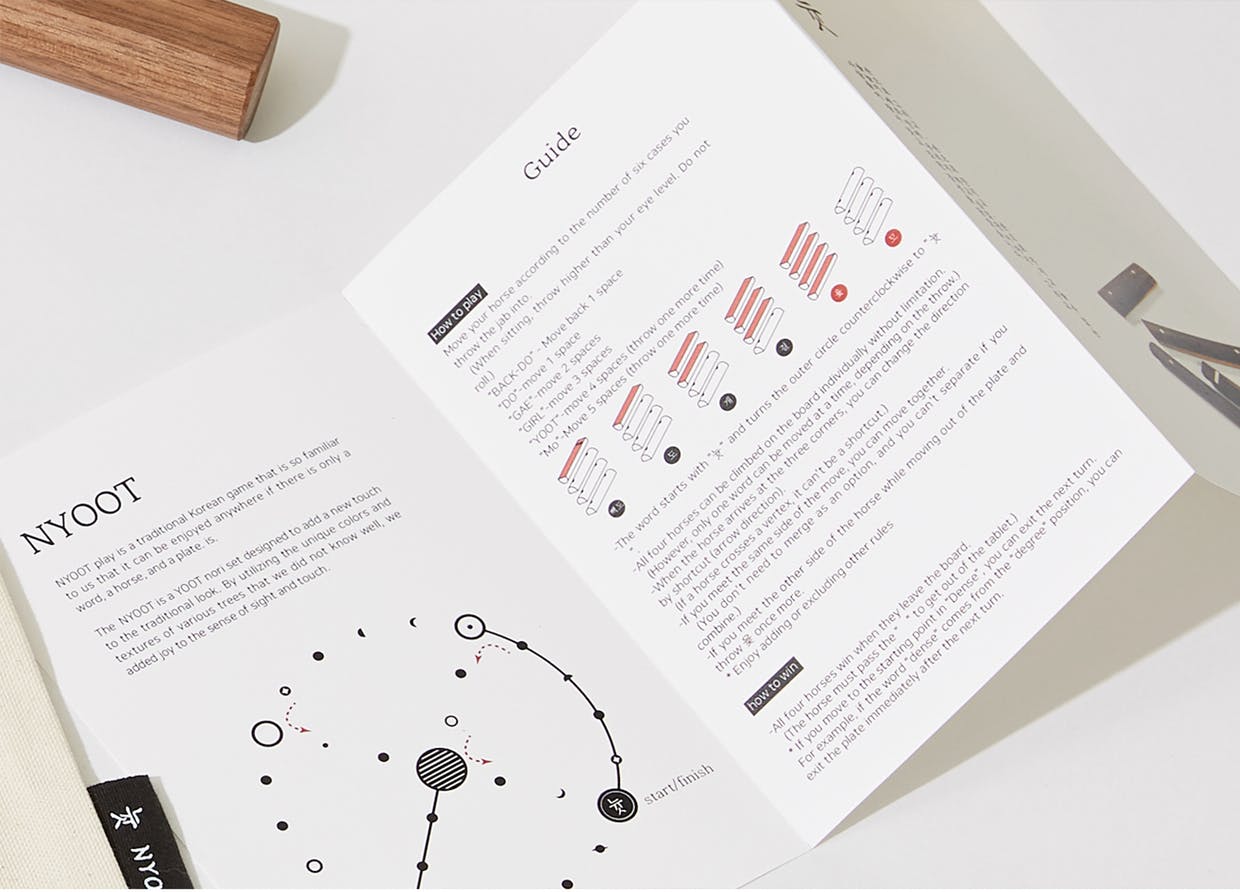 NYOOT
NYOOT play is a traditional Korean game that is so familiar
to us that it can be enjoyed anywhere if there is only a
word, a horse, and a plate. is.
The NYOOT is a YOOT nori set designed to add a new touch
to the traditional look. By utilizing the unique colors and
textures of various trees that we did not know well, we
added joy to the sense of sight and touch.
start/finish
NYO
Guide
How to play
Move your horse according to the number of six cases you
throw the jab into.
(When sitting, throw higher than your eye level. Do not
roll.)
"BACK-DO" - Move back 1 space
"DO"-move 1 space
"GAE"-move 2 spaces
"GIRL"-move 3 spaces
"YOOT"-move 4 spaces (throw one more time)
"Mo"-Move 5 spaces (throw one more time)
도
개
걸
윷
모
-The word starts with "윷" and turns the outer circle counterclockwise to "윷
"
-All four horses can be climbed on the board individually without limitation.
(However, only one word can be moved at a time, depending on the throw.)
-When the horse arrives at the three corners, you can change the direction
by shortcut (arrow direction).
(If a horse crosses a vertex, it can't be a shortcut.)
-If you meet the same side of the move, you can move together.
(You don't need to merge as an option, and you can't separate if you
combine.)
-If you meet the other side of the horse while moving out of the plate and
throw 윷 once more.
* Enjoy adding or excluding other rules
how to win
-All four horses win when they leave the board.
(The horse must pass the " " to get out of the tablet.)
* If you move to the starting point in "Dense", you can exit the next turn.
For example, if the word "dense" comes from the "degree" position, you can
exit the plate immediately after the next turn.